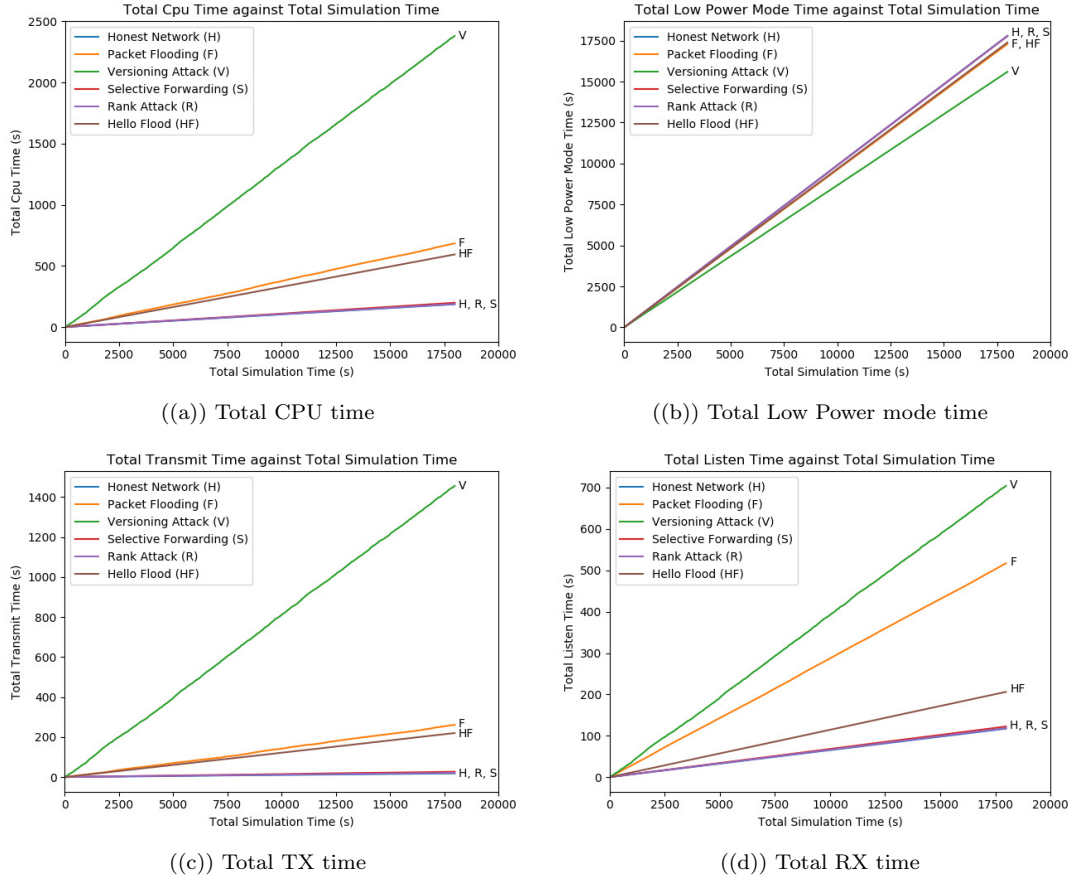 Total Cpu Time against Total Simulation Time
Honest Network (H)
Packet Flooding (F)
Versioning Attack (V)
Selective Forwarding (S)
Rank Attack (R)
Hello Flood (HF)
V
F
HF
H, R, S
Total Cpu Time (s)
2500
2000
1500
1000
500
0
0 2500 5000 7500 10000 12500 15000 17500 20000
Total Simulation Time (s)
((a)) Total CPU time
Total Low Power Mode Time against Total Simulation Time
Honest Network (H)
Packet Flooding (F)
Versioning Attack (V)
Selective Forwarding (S)
Rank Attack (R)
Hello Flood (HF)
H, R, S
F, HF
V
Total Low Power Mode Time (s)
17500
15000
12500
10000
7500
5000
2500
0
0 2500 5000 7500 10000 12500 15000 17500 20000
Total Simulation Time (s)
((b)) Total Low Power mode time
Total Transmit Time against Total Simulation Time
Honest Network (H)
Packet Flooding (F)
Versioning Attack (V)
Selective Forwarding (S)
Rank Attack (R)
Hello Flood (HF)
V
F
HF
H, R, S
Total Transmit Time (s)
1400
1200
1000
800
600
400
200
0
0 2500 5000 7500 10000 12500 15000 17500 20000
Total Simulation Time (s)
((c)) Total TX time
Total Listen Time against Total Simulation Time
Honest Network (H)
Packet Flooding (F)
Versioning Attack (V)
Selective Forwarding (S)
Rank Attack (R)
Hello Flood (HF)
V
F
HF
H, R, S
Total Listen Time (s)
700
600
500
400
300
200
100
0
0 2500 5000 7500 10000 12500 15000 17500 20000
Total Simulation Time (s)
((d)) Total RX time